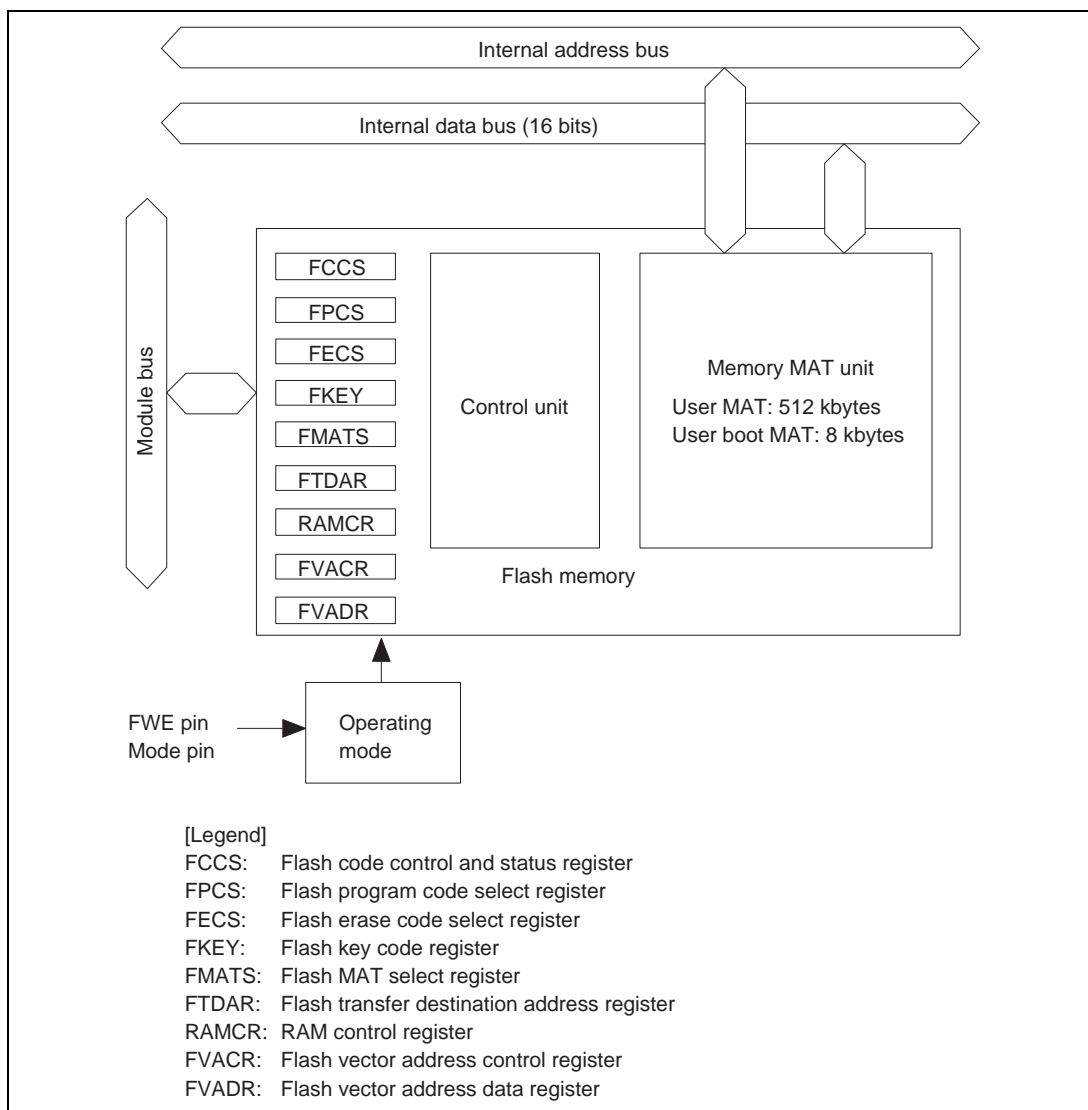 Internal address bus
Internal data bus (16 bits)
Module bus
FCCS
FPCS
FECS
FKEY
FMATS
FTDAR
RAMCR
FVACR
FVADR
Control unit
Memory MAT unit
User MAT: 512 kbytes
User boot MAT: 8 kbytes
Flash memory
FWE pin
Mode pin
Operating
mode
[Legend]
FCCS: Flash code control and status register
FPCS: Flash program code select register
FECS: Flash erase code select register
FKEY: Flash key code register
FMATS: Flash MAT select register
FTDAR: Flash transfer destination address register
RAMCR: RAM control register
FVACR: Flash vector address control register
FVADR: Flash vector address data register